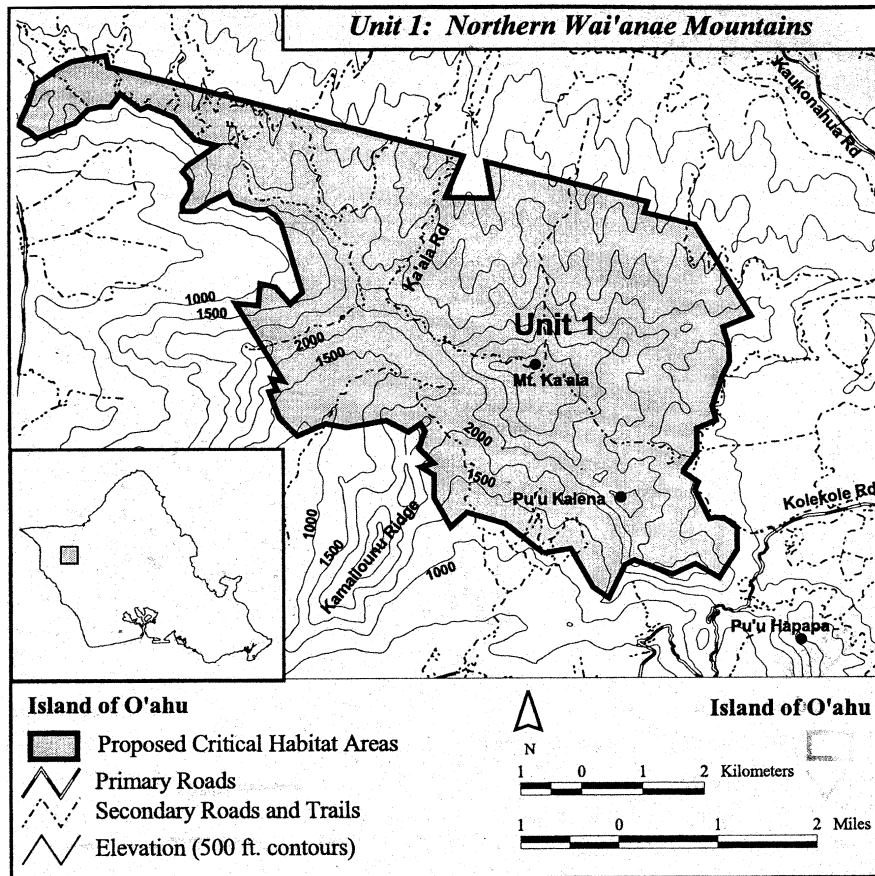 Unit 1: Northern Wai'anae Mountains
Kaukonahua Rd
Ka'ala Rd
1000
1500
2000
1500
Unit 1
Mt. Ka'ala
2000
1500
Pu'u Kalena
Kolekole Rd
1000
1500
Kamaliounu Ridge
1000
Pu'u Hapapa
Island of O'ahu
Proposed Critical Habitat Areas
Primary Roads
Secondary Roads and Trails
Elevation (500 ft. contours)
N
Island of O'ahu
1 0 1 2 Kilometers
1 0 1 2 Miles